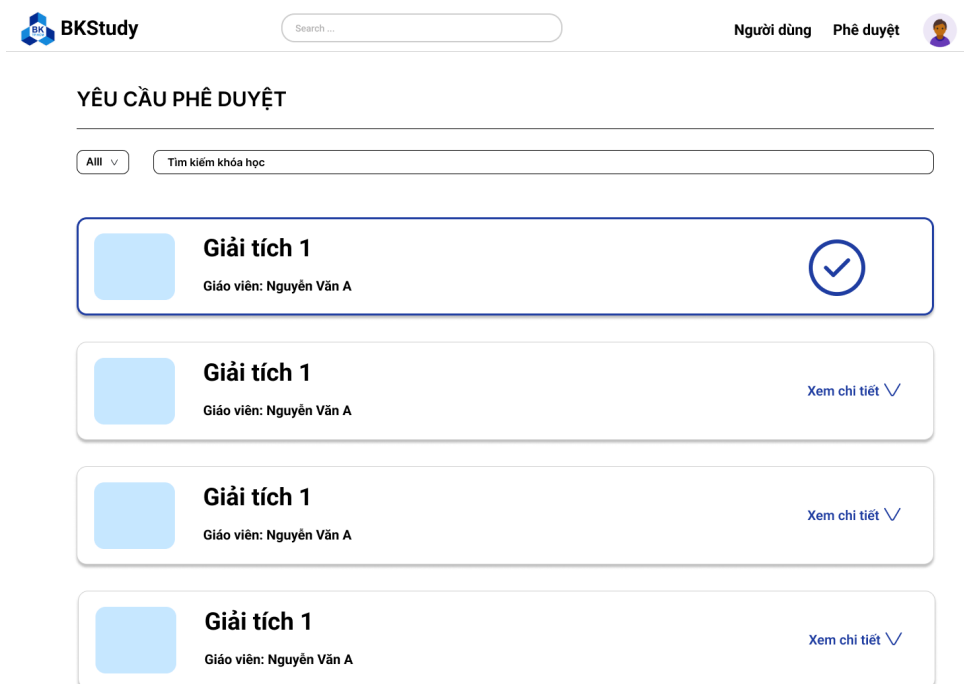 BK
BKStudy
Search ...
Người dùng
Phê duyệt
YÊU CẦU PHÊ DUYỆT
Alll
Tìm kiếm khóa học
Giải tích 1
Giáo viên: Nguyễn Văn A
Giải tích 1
Giáo viên: Nguyễn Văn A
Xem chi tiết
Giải tích 1
Giáo viên: Nguyễn Văn A
Xem chi tiết
Giải tích 1
Giáo viên: Nguyễn Văn A
Xem chi tiết